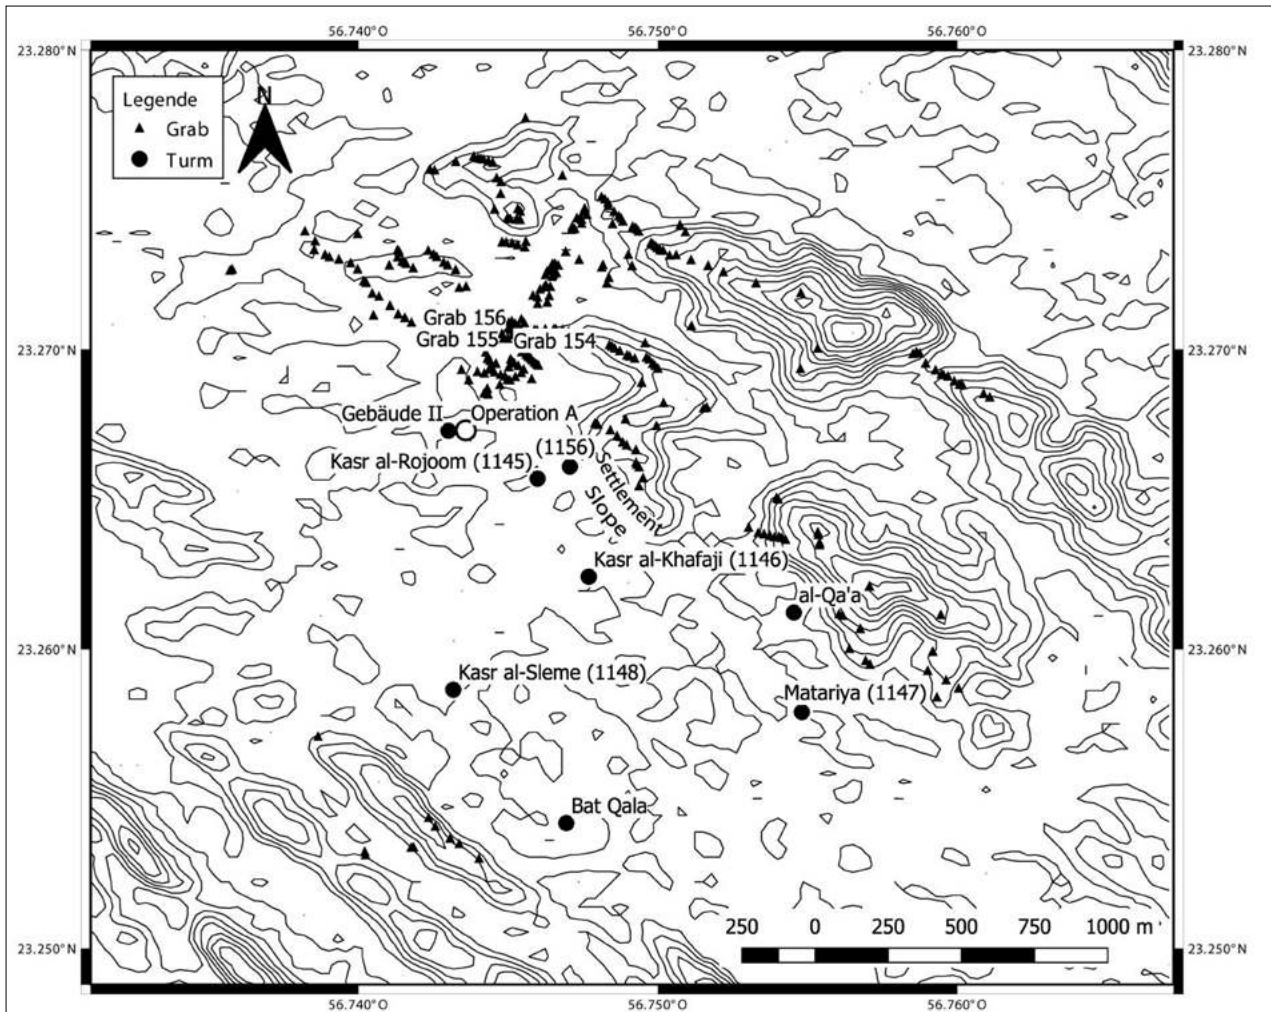 56.740°O 56.750°O 56.760°O
23.280°N 23.280°N
Legende
Grab
Turm
N
Grab 156
Grab 155 Grab 154
23.270°N 23.270°N
Gebäude II Operation A
(1156)
Kasr al-Rojoom (1145)
Settlement
Slope
Kasr al-Khafaji (1146)
al-Qa'a
23.260°N 23.260°N
Kasr al-Sleme (1148)
Matariya (1147)
Bat Qala
250 0 250 500 750 1000 m
23.250°N 23.250°N
56.740°O 56.750°O 56.760°O